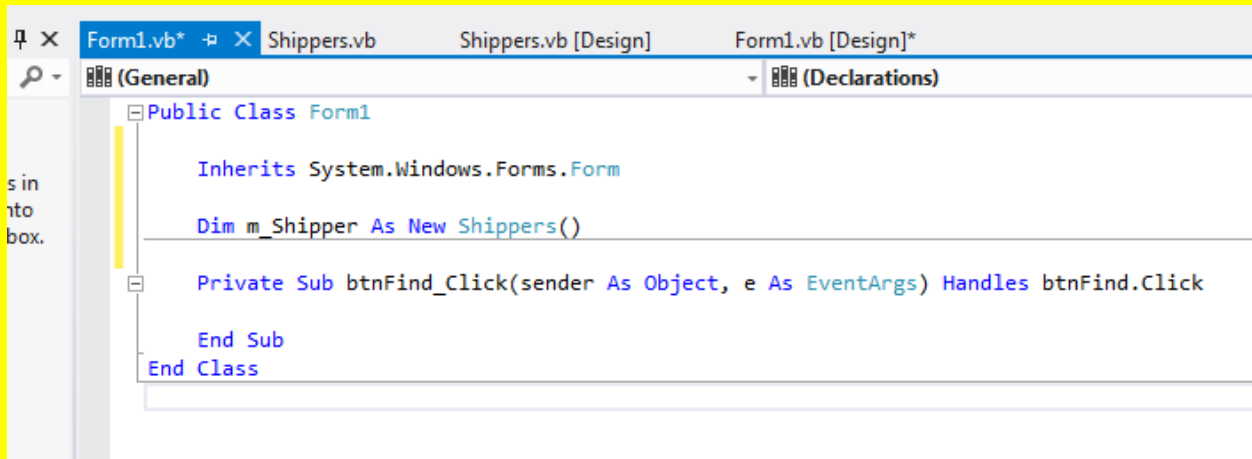 Form1.vb* Shippers.vb Shippers.vb [Design] Form1.vb [Design]*
(General) (Declarations)
Public Class Form1
s in
Inherits System.Windows.Forms.Form
nto
Dim m_Shipper As New Shippers()
box.
Private Sub btnFind_Click(sender As Object, e As EventArgs) Handles btnFind.Click
End Sub
End Class